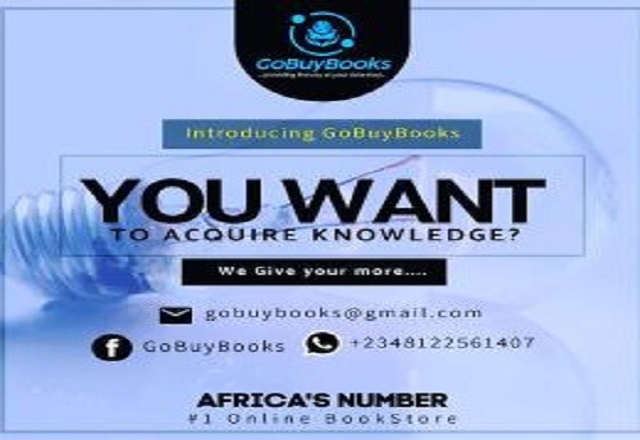 GoBuyBooks
Introducing GoBuyBooks
YOU WANT
TO ACQUIRE KNOWLEDGE?
We Give your more....
gobuybooks@gmail.com
GoBuyBooks
+2348122561407
AFRICA'S NUMBER
#1 Online BookStore